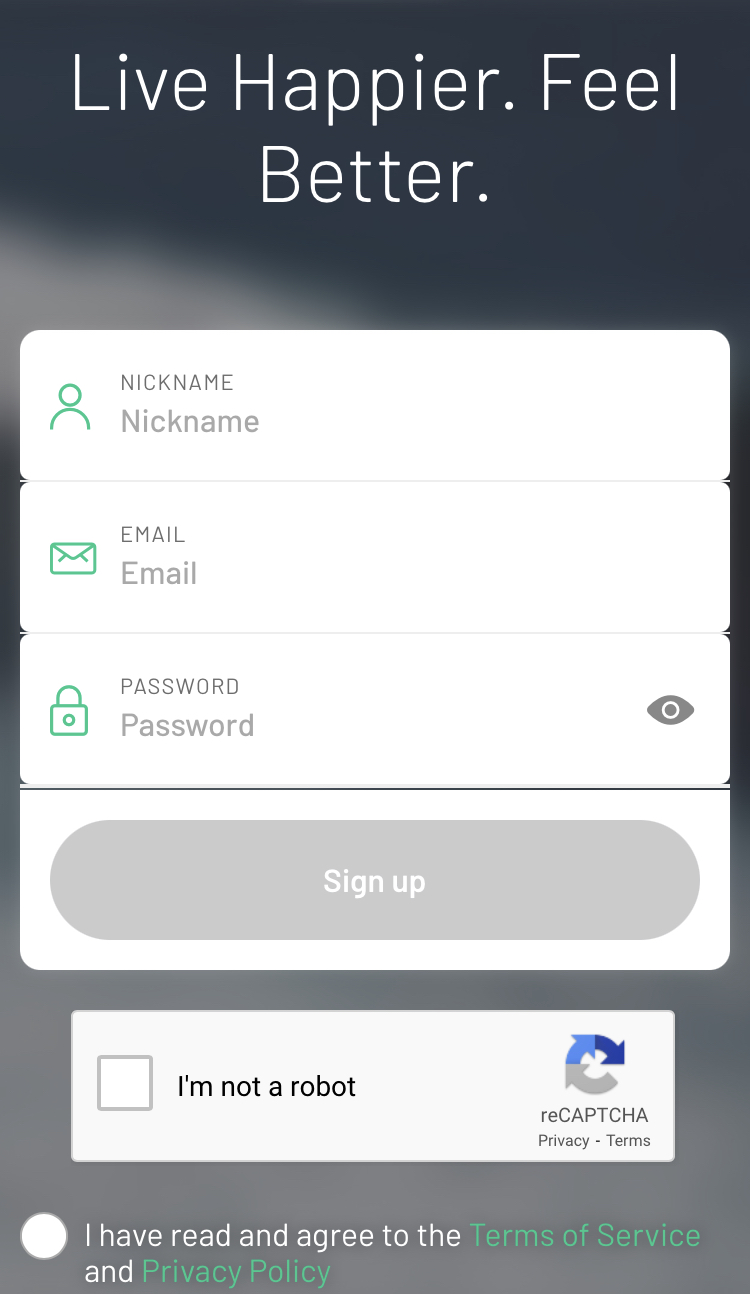 Live Happier. Feel
Better.
NICKNAME
Nickname
EMAIL
Email
PASSWORD
Password
Sign up
I'm not a robot
reCAPTCHA
Privacy - Terms
I have read and agree to the Terms of Service
and Privacy Policy